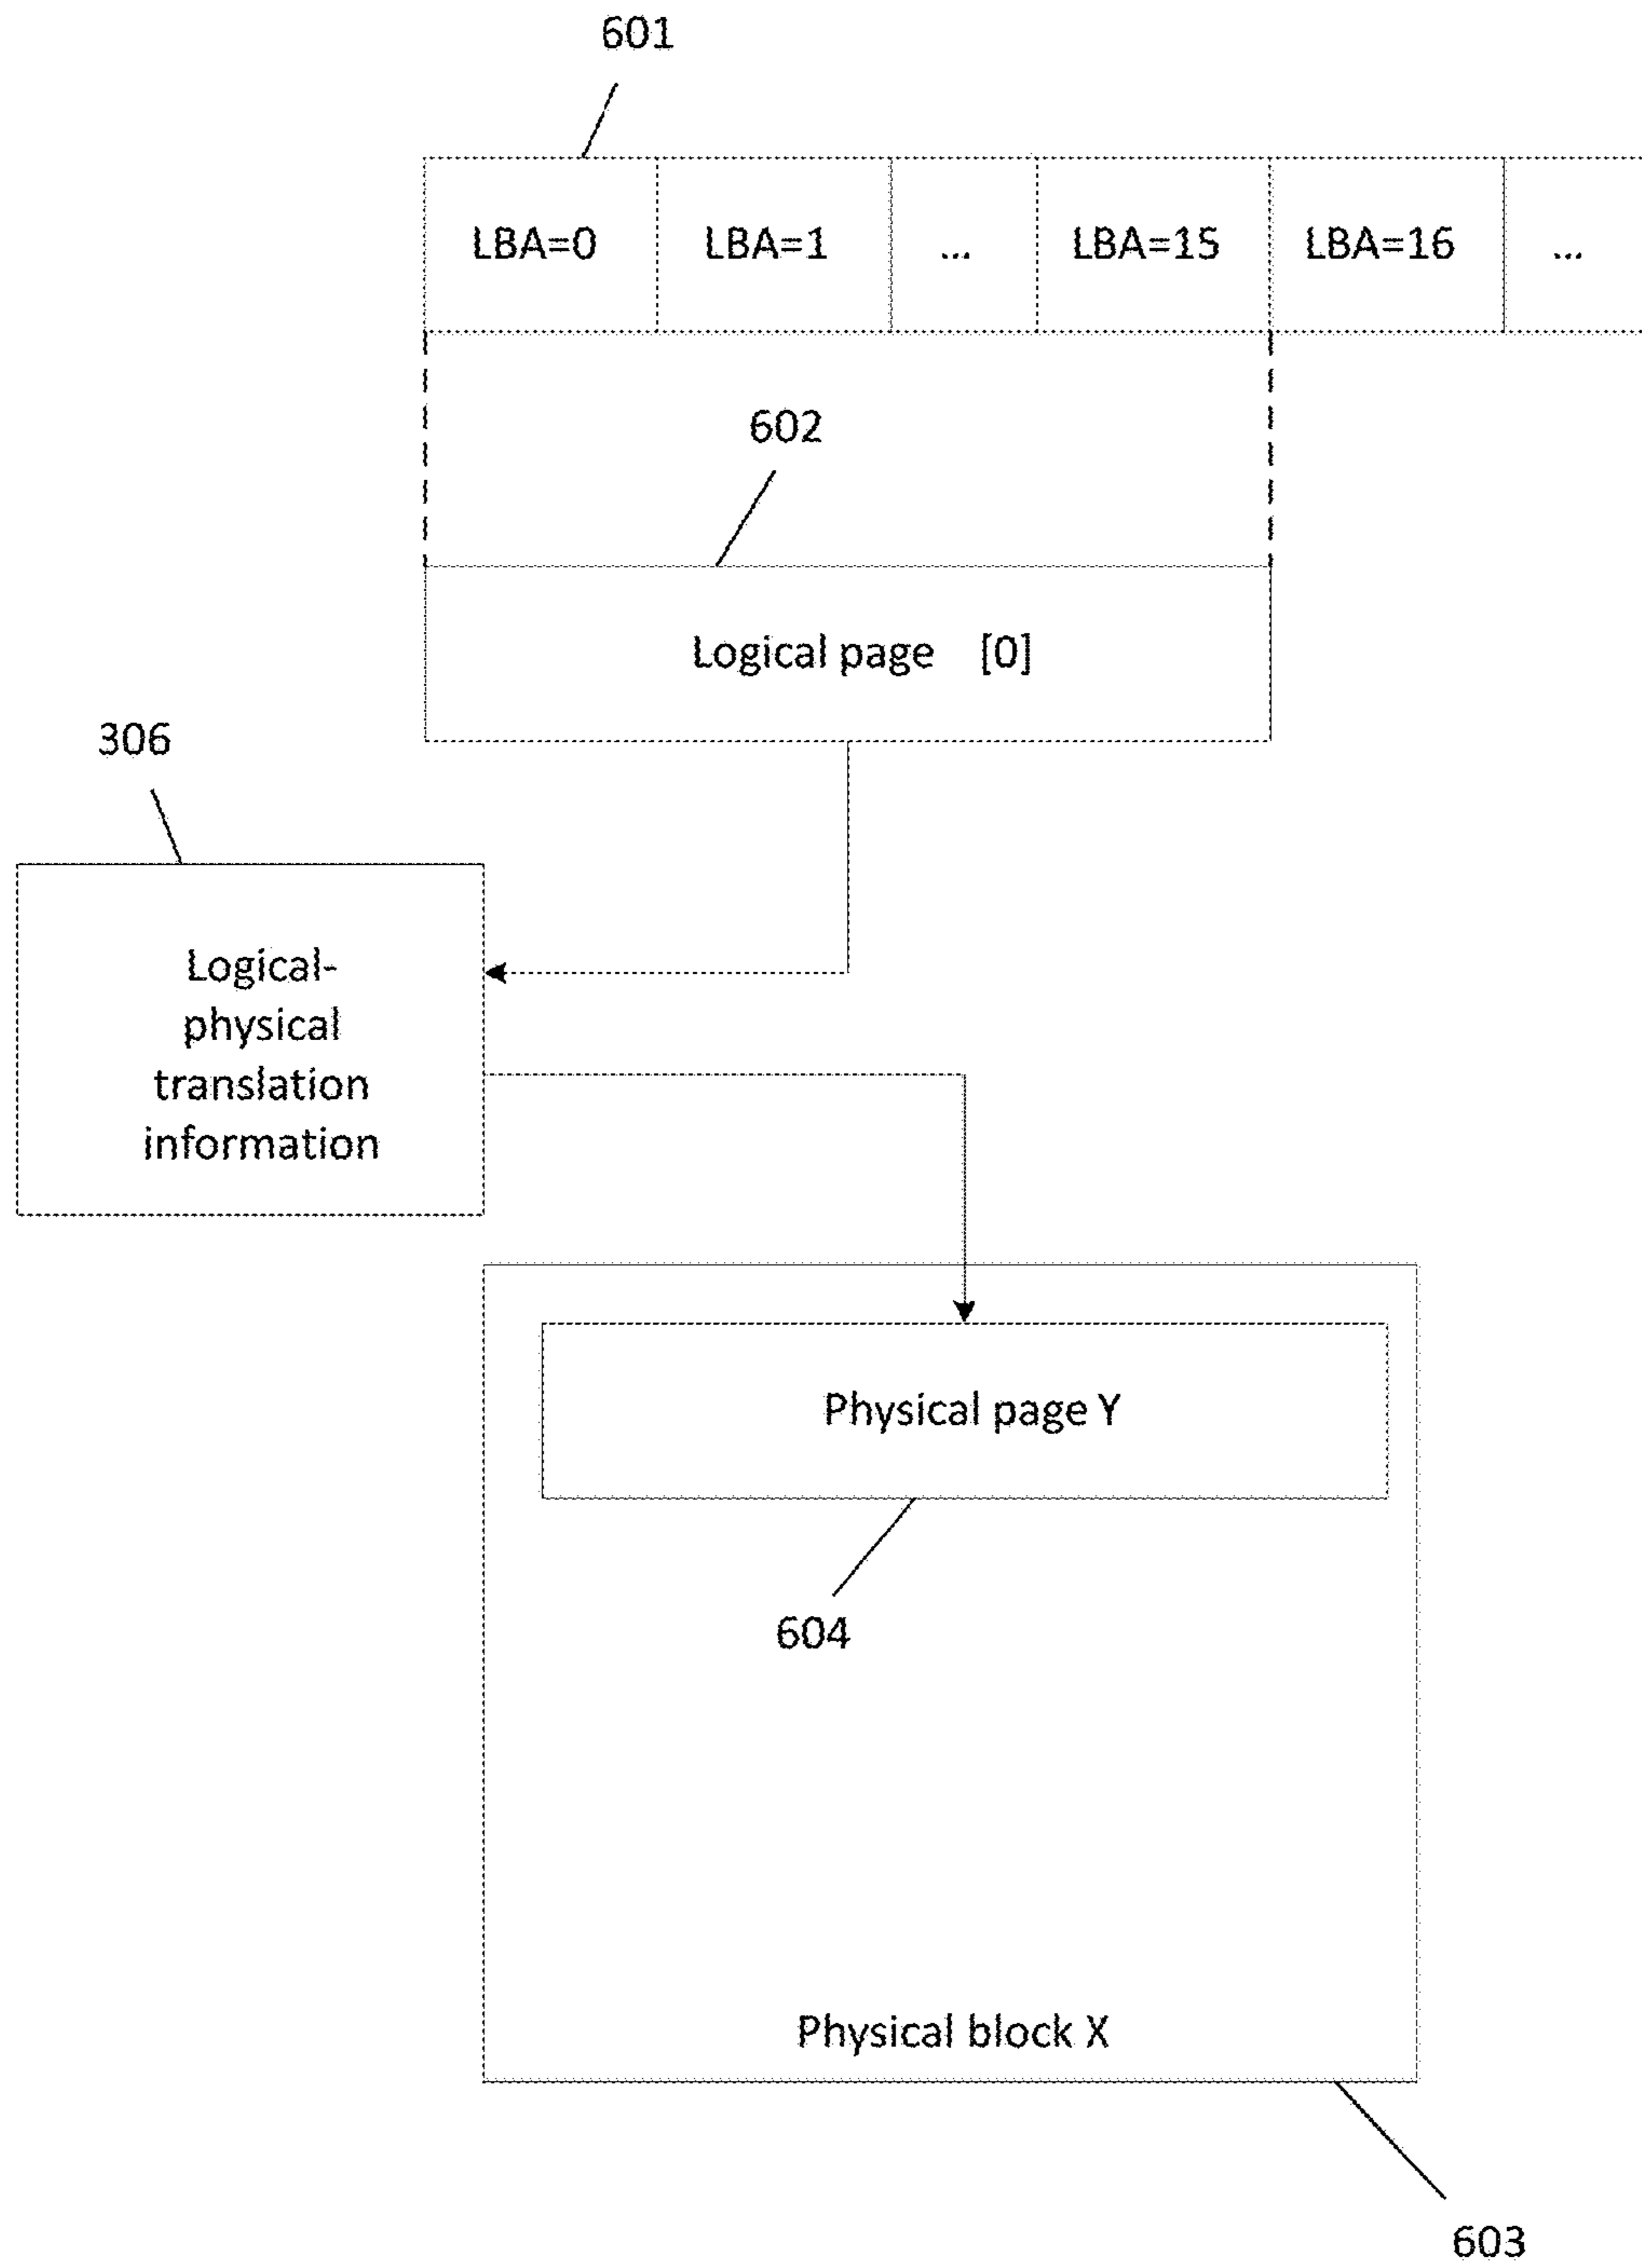 601
LBA=0 LBA=1 ... LBA=15 LBA=16 ...
602
Logical page [0]
306
Logical-
physical
translation
information
Physical page Y
604
Physical block X
603